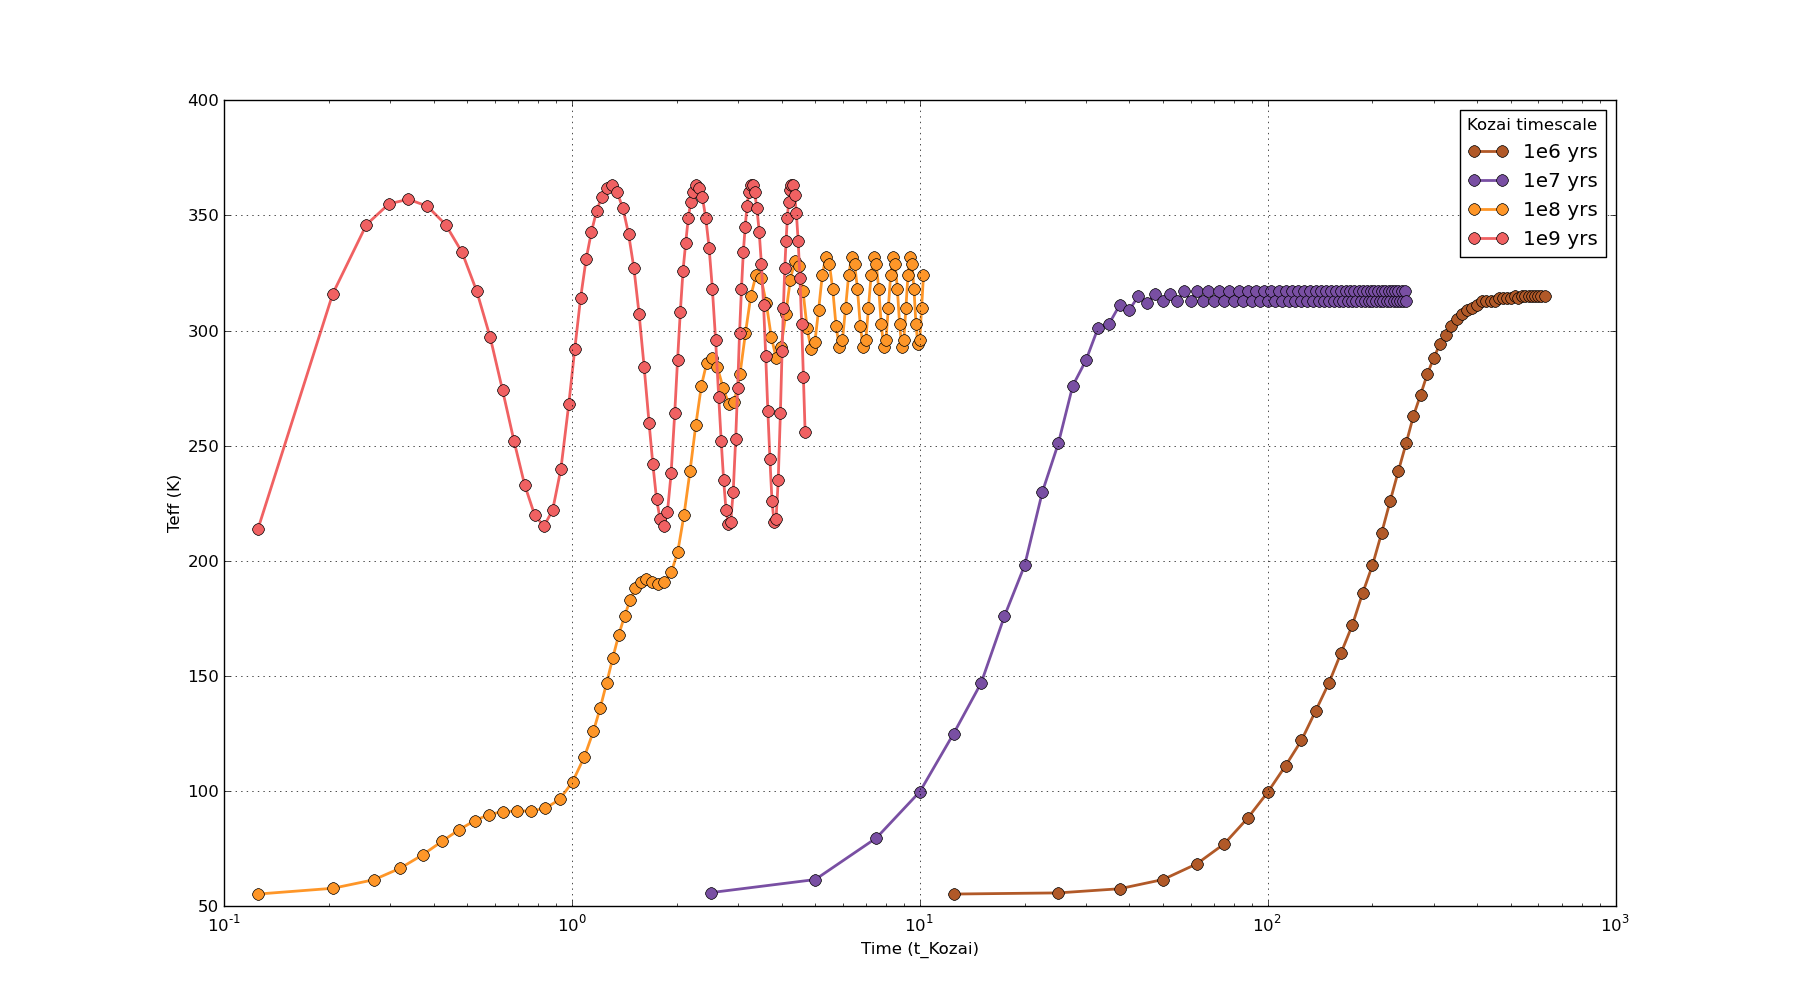 400
350
300
250
200
150
100
50
Teff (K)
10^-1
10^0
10^1
10^2
10^3
Time (t_Kozai)
Kozai timescale
1e6 yrs
1e7 yrs
1e8 yrs
1e9 yrs